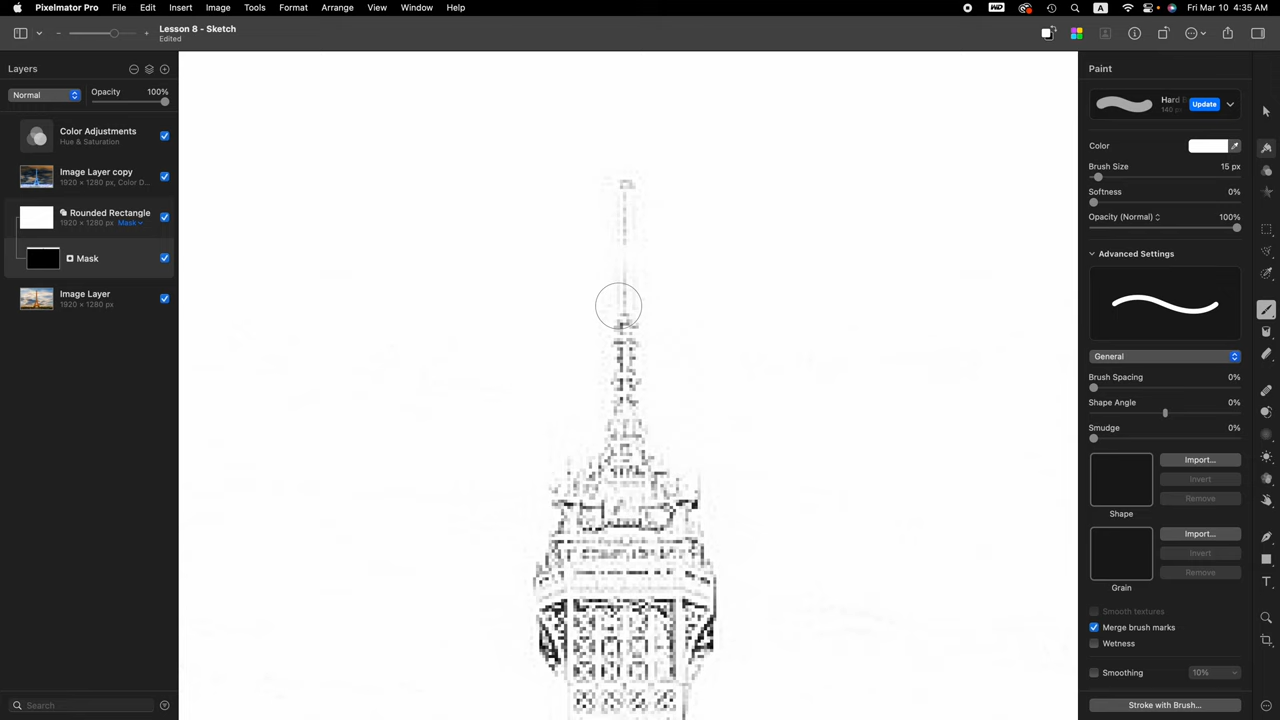 Pixelmator Pro File Edit Insert Image Tools Format Arrange View Window Help WD A Fri Mar 10 4:35 AM
Lesson 8 - Sketch
Edited
Layers
Normal Opacity 100%
Color Adjustments
Hue & Saturation
Image Layer copy
1920 × 1280 px, Color D...
Rounded Rectangle
1920 × 1280 px Mask
Mask
Image Layer
1920 × 1280 px
Search
Paint
Hard
140 px
Update
Color
Brush Size 15 px
Softness 0%
Opacity (Normal) 100%
Advanced Settings
General
Brush Spacing 0%
Shape Angle 0%
Smudge 0%
Import...
Invert
Remove
Shape
Import...
Invert
Remove
Grain
Smooth textures
Merge brush marks
Wetness
Smoothing 10%
Stroke with Brush...